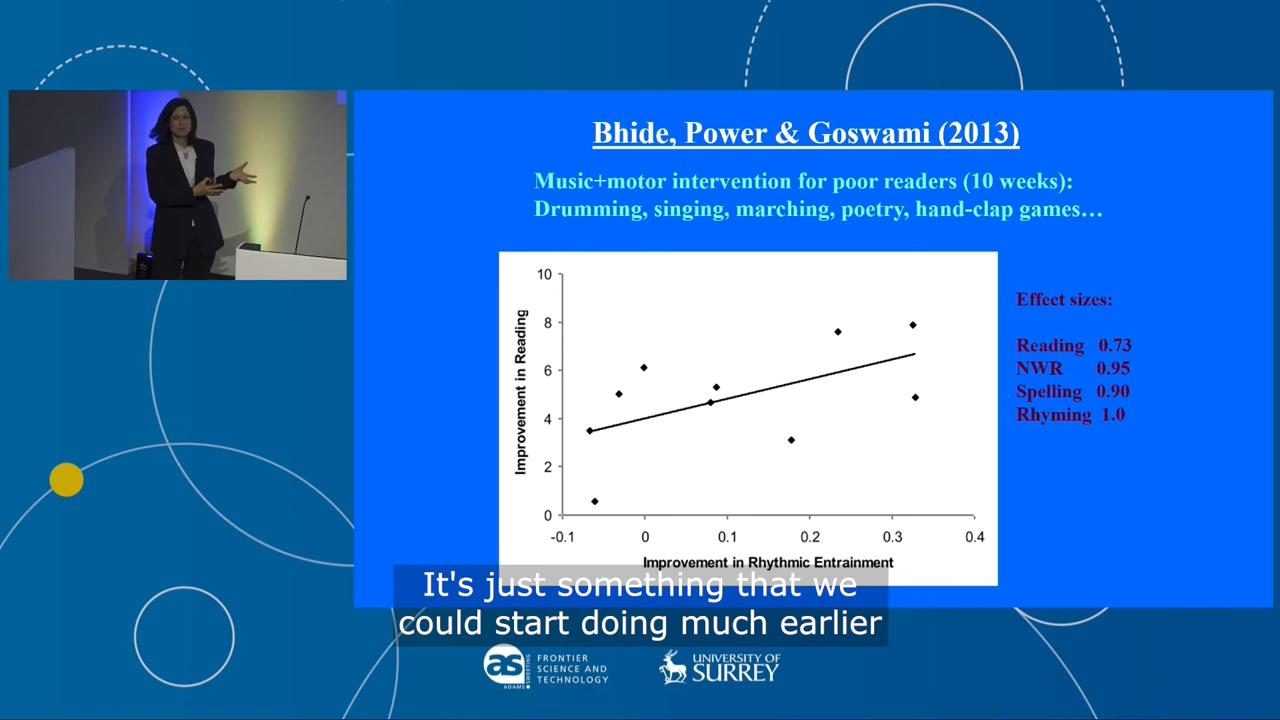 Bhide, Power & Goswami (2013)
Music+motor intervention for poor readers (10 weeks):
Drumming, singing, marching, poetry, hand-clap games…
Improvement in Reading
10
8
6
4
2
0
-0.1 0 0.1 0.2 0.3 0.4
Improvement in Rhythmic Entrainment
Effect sizes:
Reading 0.73
NWR 0.95
Spelling 0.90
Rhyming 1.0
It's just something that we
could start doing much earlier
as
ADAMS SWEETING
FRONTIER
SCIENCE AND
TECHNOLOGY
UNIVERSITY OF
SURREY